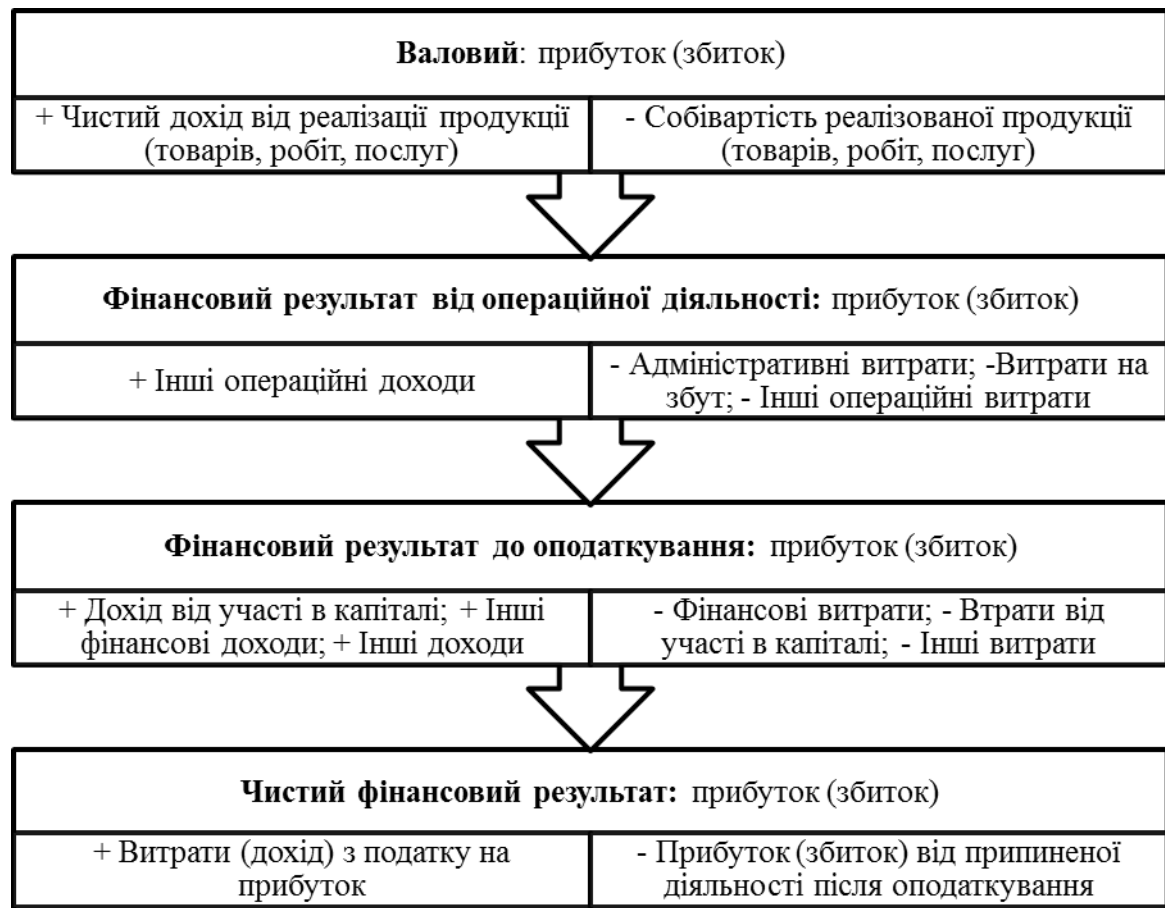 Валовий: прибуток (збиток)
+ Чистий дохід від реалізації продукції
(товарів, робіт, послуг)
- Собівартість реалізованої продукції
(товарів, робіт, послуг)
Фінансовий результат від операційної діяльності: прибуток (збиток)
+ Інші операційні доходи
- Адміністративні витрати; -Витрати на
збут; - Інші операційні витрати
Фінансовий результат до оподаткування: прибуток (збиток)
+ Дохід від участі в капіталі; + Інші
фінансові доходи; + Інші доходи
- Фінансові витрати; - Втрати від
участі в капіталі; - Інші витрати
Чистий фінансовий результат: прибуток (збиток)
+ Витрати (дохід) з податку на
прибуток
- Прибуток (збиток) від припиненої
діяльності після оподаткування